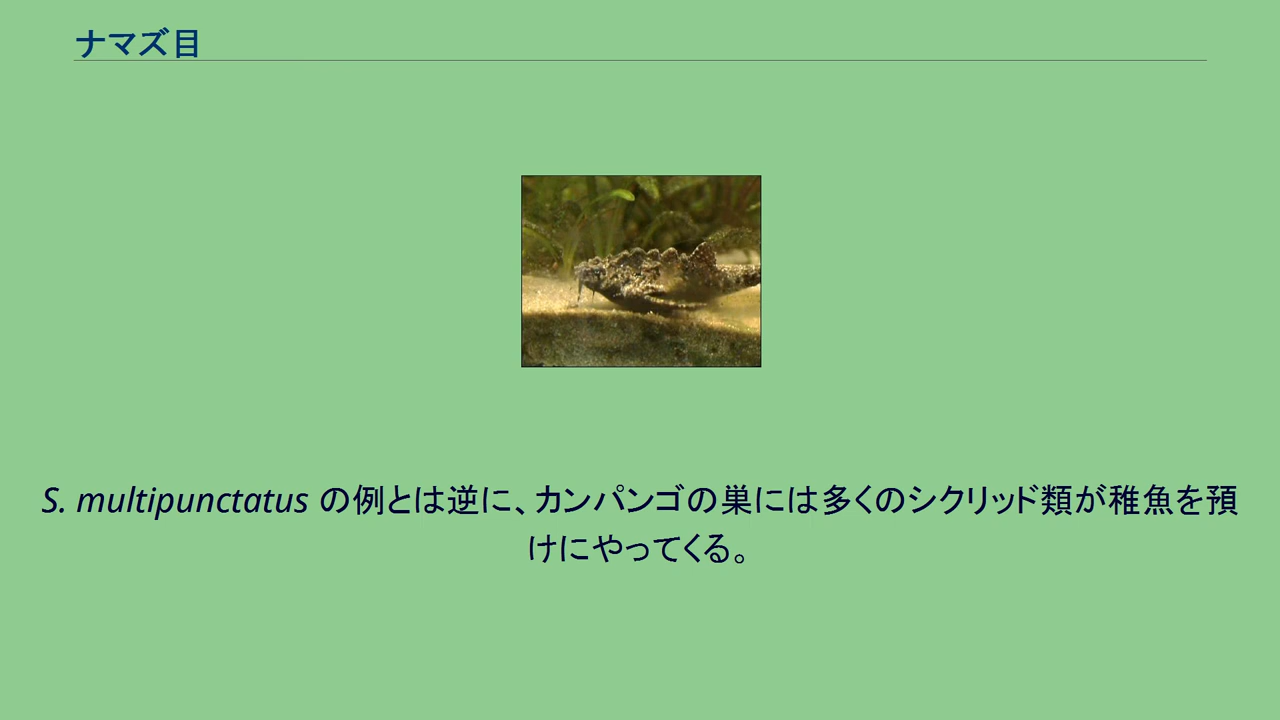 ナマズ目
S. multipunctatus の例とは逆に、カンパンゴの巣には多くのシクリッド類が稚魚を預
けにやってくる。